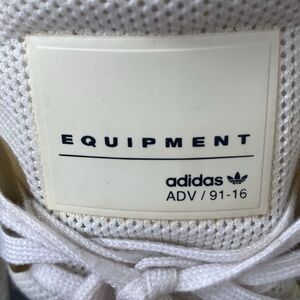 EQUIPMENT
adidas
ADV / 91-16